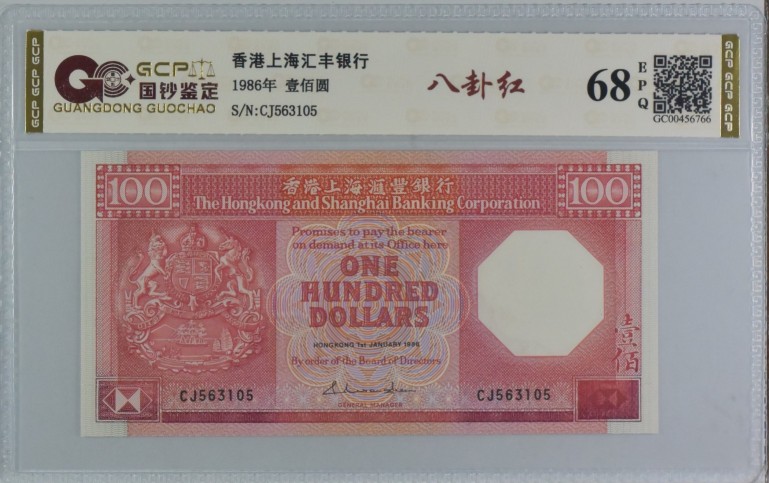 GCP
国钞鉴定
GUANGDONG GUOCHAO
香港上海汇丰银行
1986年 壹佰圆
S/N:CJ563105
八卦红
68
EPQ
GC00456766
GCP GCP GCP
GCP GCP GCP
100
香港上海滙豐銀行
100
The Hongkong and Shanghai Banking Corporation
Promises to pay the bearer
on demand at its Office here
ONE
HUNDRED
DOLLARS
HONGKONG 1st JANUARY 1986
By order of the Board of Directors
壹佰
CJ563105
CJ563105
GENERAL MANAGER